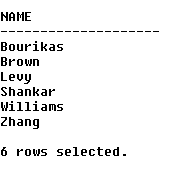 NAME
--------------------
Bourikas
Brown
Levy
Shankar
Williams
Zhang
6 rows selected.